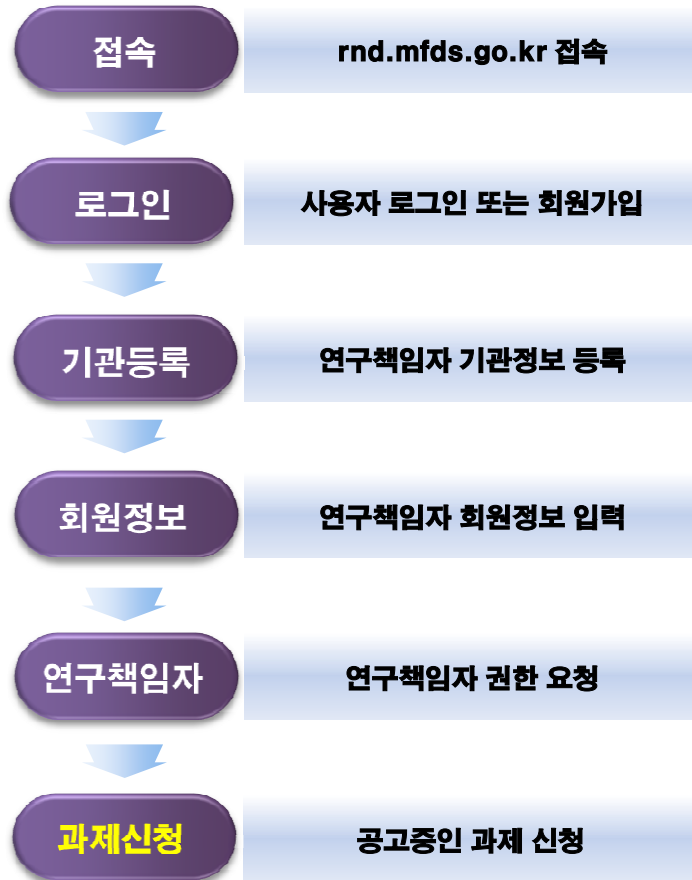 접속
rnd.mfds.go.kr 접속
로그인
사용자 로그인 또는 회원가입
기관등록
연구책임자 기관정보 등록
회원정보
연구책임자 회원정보 입력
연구책임자
연구책임자 권한 요청
과제신청
공고중인 과제 신청